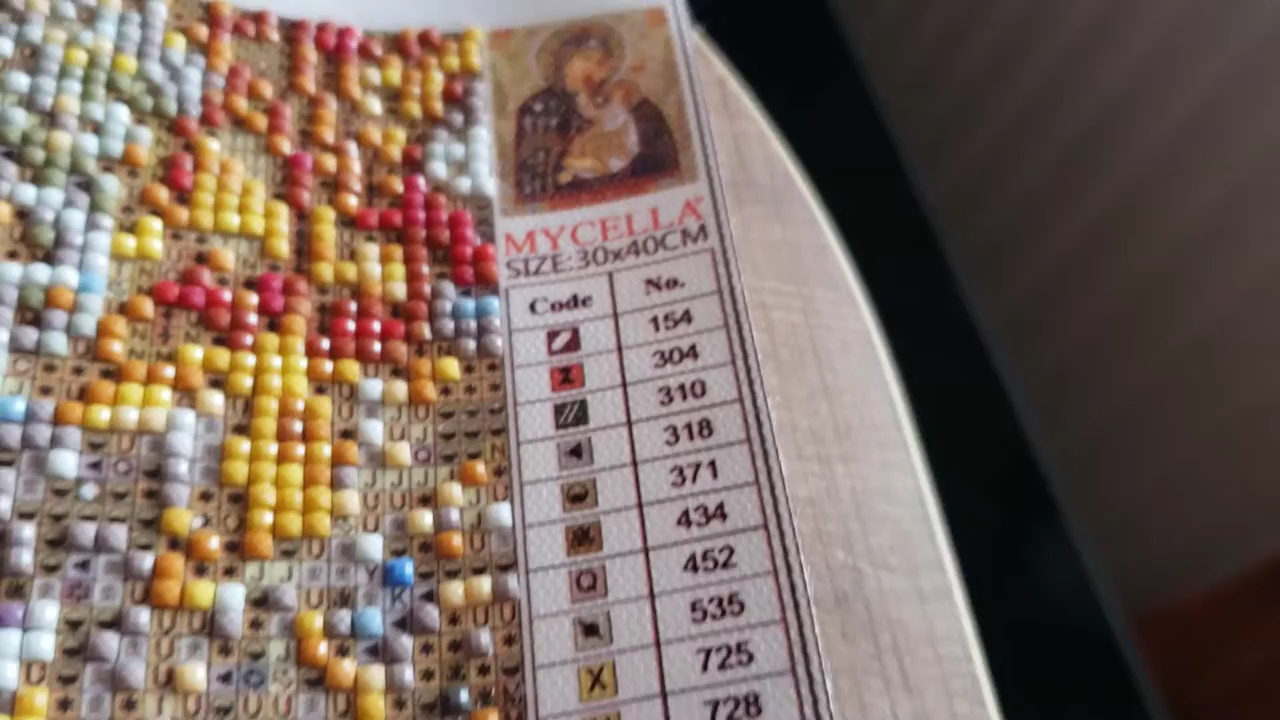 MYCELLA
SIZE:30x40CM
Code No.
154
Z 304
310
318
371
434
Q 452
535
X 725
728